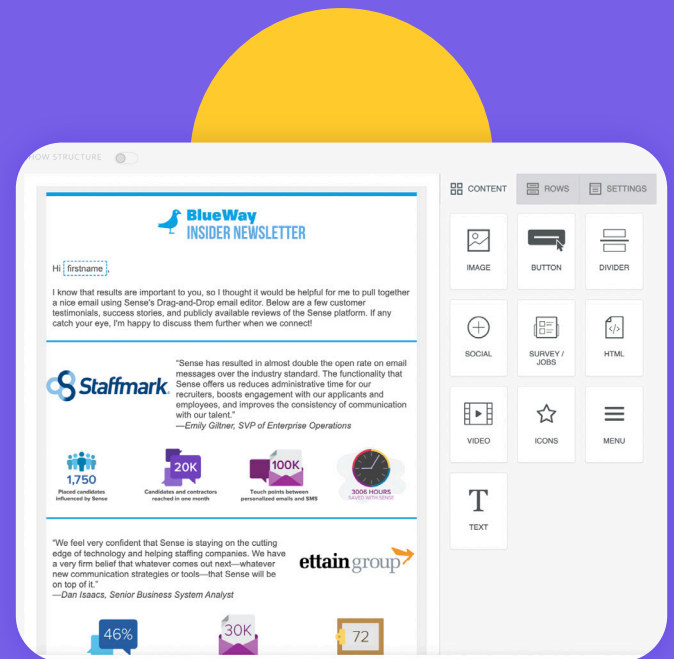 HOW STRUCTURE
BlueWay
INSIDER NEWSLETTER
Hi firstname ,
I know that results are important to you, so I thought it would be helpful for me to pull together
a nice email using Sense's Drag-and-Drop email editor. Below are a few customer
testimonials, success stories, and publicly available reviews of the Sense platform. If any
catch your eye, I'm happy to discuss them further when we connect!
Staffmark
"Sense has resulted in almost double the open rate on email
messages over the industry standard. The functionality that
Sense offers us reduces administrative time for our
recruiters, boosts engagement with our applicants and
employees, and improves the consistency of communication
with our talent."
—Emily Giltner, SVP of Enterprise Operations
1,750
Placed candidates
influenced by Sense
20K
Candidates and contractors
reached in one month
100K
Touch points between
personalized emails and SMS
3006 HOURS
SAVED WITH SENSE
"We feel very confident that Sense is staying on the cutting
edge of technology and helping staffing companies. We have
a very firm belief that whatever comes out next—whatever
new communication strategies or tools—that Sense will be
on top of it."
—Dan Isaacs, Senior Business System Analyst
ettaingroup
46%
30K
72
CONTENT
ROWS
SETTINGS
IMAGE
BUTTON
DIVIDER
SOCIAL
SURVEY /
JOBS
HTML
VIDEO
ICONS
MENU
T
TEXT